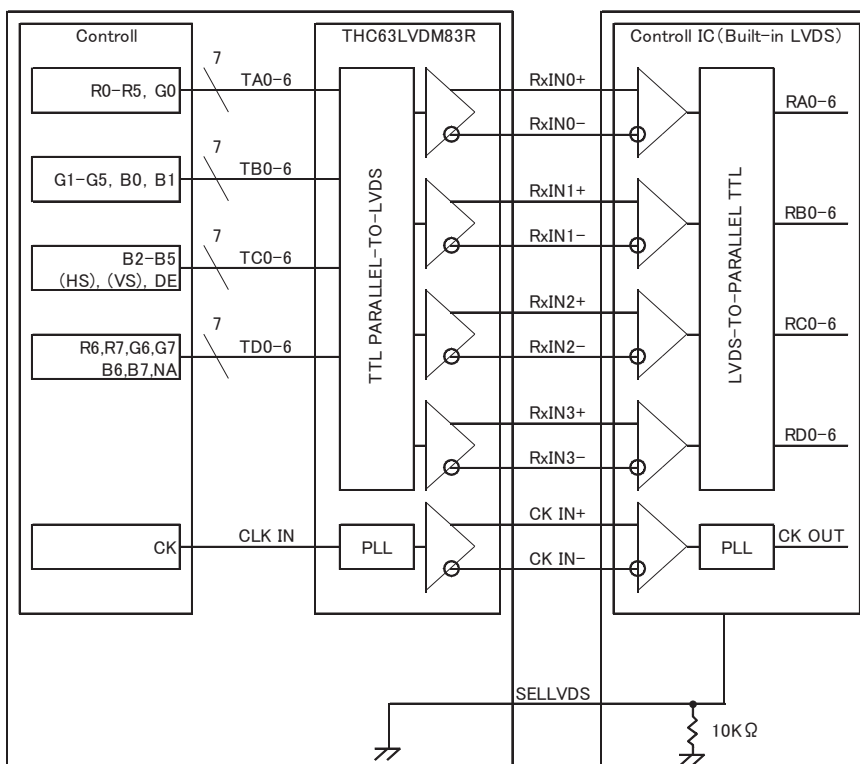 Controll
THC63LVDM83R
Controll IC(Built-in LVDS)
R0-R5, G0
7
TA0-6
RxIN0+
RxIN0-
RA0-6
G1-G5, B0, B1
7
TB0-6
RxIN1+
RxIN1-
RB0-6
B2-B5
(HS), (VS), DE
7
TC0-6
RxIN2+
RxIN2-
RC0-6
R6,R7,G6,G7
B6,B7,NA
7
TD0-6
RxIN3+
RxIN3-
RD0-6
TTL PARALLEL-TO-LVDS
LVDS-TO-PARALLEL TTL
CK
CLK IN
PLL
CK IN+
CK IN-
PLL
CK OUT
SELLVDS
10KΩ